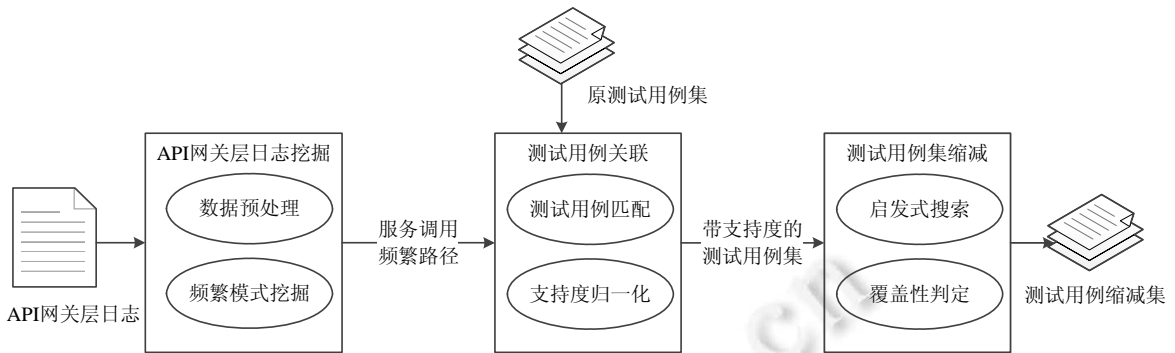 原测试用例集
API网关层日志挖掘
测试用例关联
测试用例集缩减
数据预处理
测试用例匹配
启发式搜索
服务调用
频繁路径
带支持度的
测试用例集
频繁模式挖掘
支持度归一化
覆盖性判定
API网关层日志
测试用例缩减集